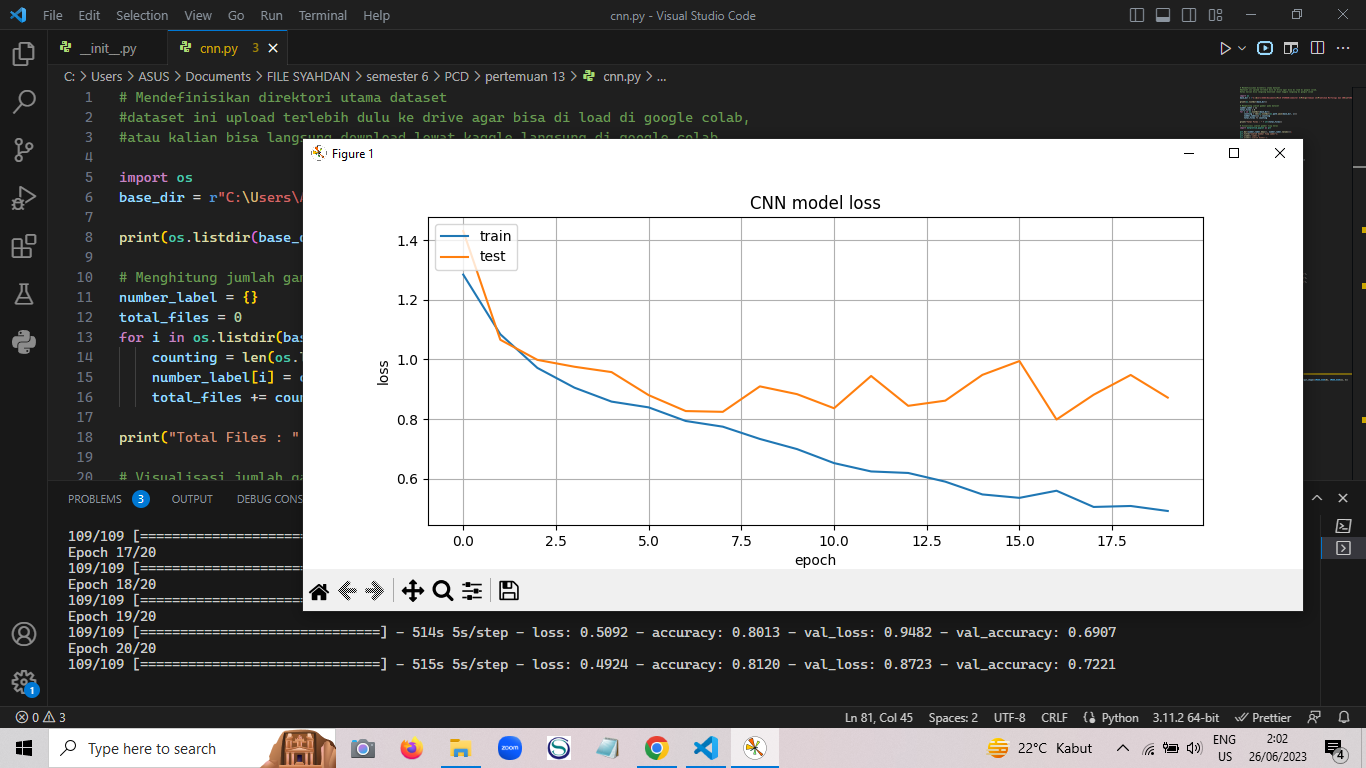 File Edit Selection View Go Run Terminal Help
cnn.py - Visual Studio Code
__init__.py
cnn.py 3
C: > Users > ASUS > Documents > FILE SYAHDAN > semester 6 > PCD > pertemuan 13 > cnn.py > ...
1 # Mendefinisikan direktori utama dataset
2 #dataset ini upload terlebih dulu ke drive agar bisa di load di google colab,
3 #atau kalian bisa langsung download lewat kaggle langsung di google colab
4
5 import os
6 base_dir = r"C:\Users\
7
8 print(os.listdir(base_d
9
10 # Menghitung jumlah gam
11 number_label = {}
12 total_files = 0
13 for i in os.listdir(bas
14 counting = len(os.l
15 number_label[i] = c
16 total_files += coun
17
18 print("Total Files : "
19
20 # Visualisasi jumlah ga
Figure 1
CNN model loss
train
test
1.4
1.2
1.0
0.8
0.6
loss
0.0 2.5 5.0 7.5 10.0 12.5 15.0 17.5
epoch
PROBLEMS 3 OUTPUT DEBUG CONS
109/109 [=====================
Epoch 17/20
109/109 [=====================
Epoch 18/20
109/109 [=====================
Epoch 19/20
109/109 [==============================] - 514s 5s/step - loss: 0.5092 - accuracy: 0.8013 - val_loss: 0.9482 - val_accuracy: 0.6907
Epoch 20/20
109/109 [==============================] - 515s 5s/step - loss: 0.4924 - accuracy: 0.8120 - val_loss: 0.8723 - val_accuracy: 0.7221
1
0 3
Ln 81, Col 45 Spaces: 2 UTF-8 CRLF Python 3.11.2 64-bit Prettier
Type here to search
zoom
22°C Kabut
ENG
US
2:02
26/06/2023
4